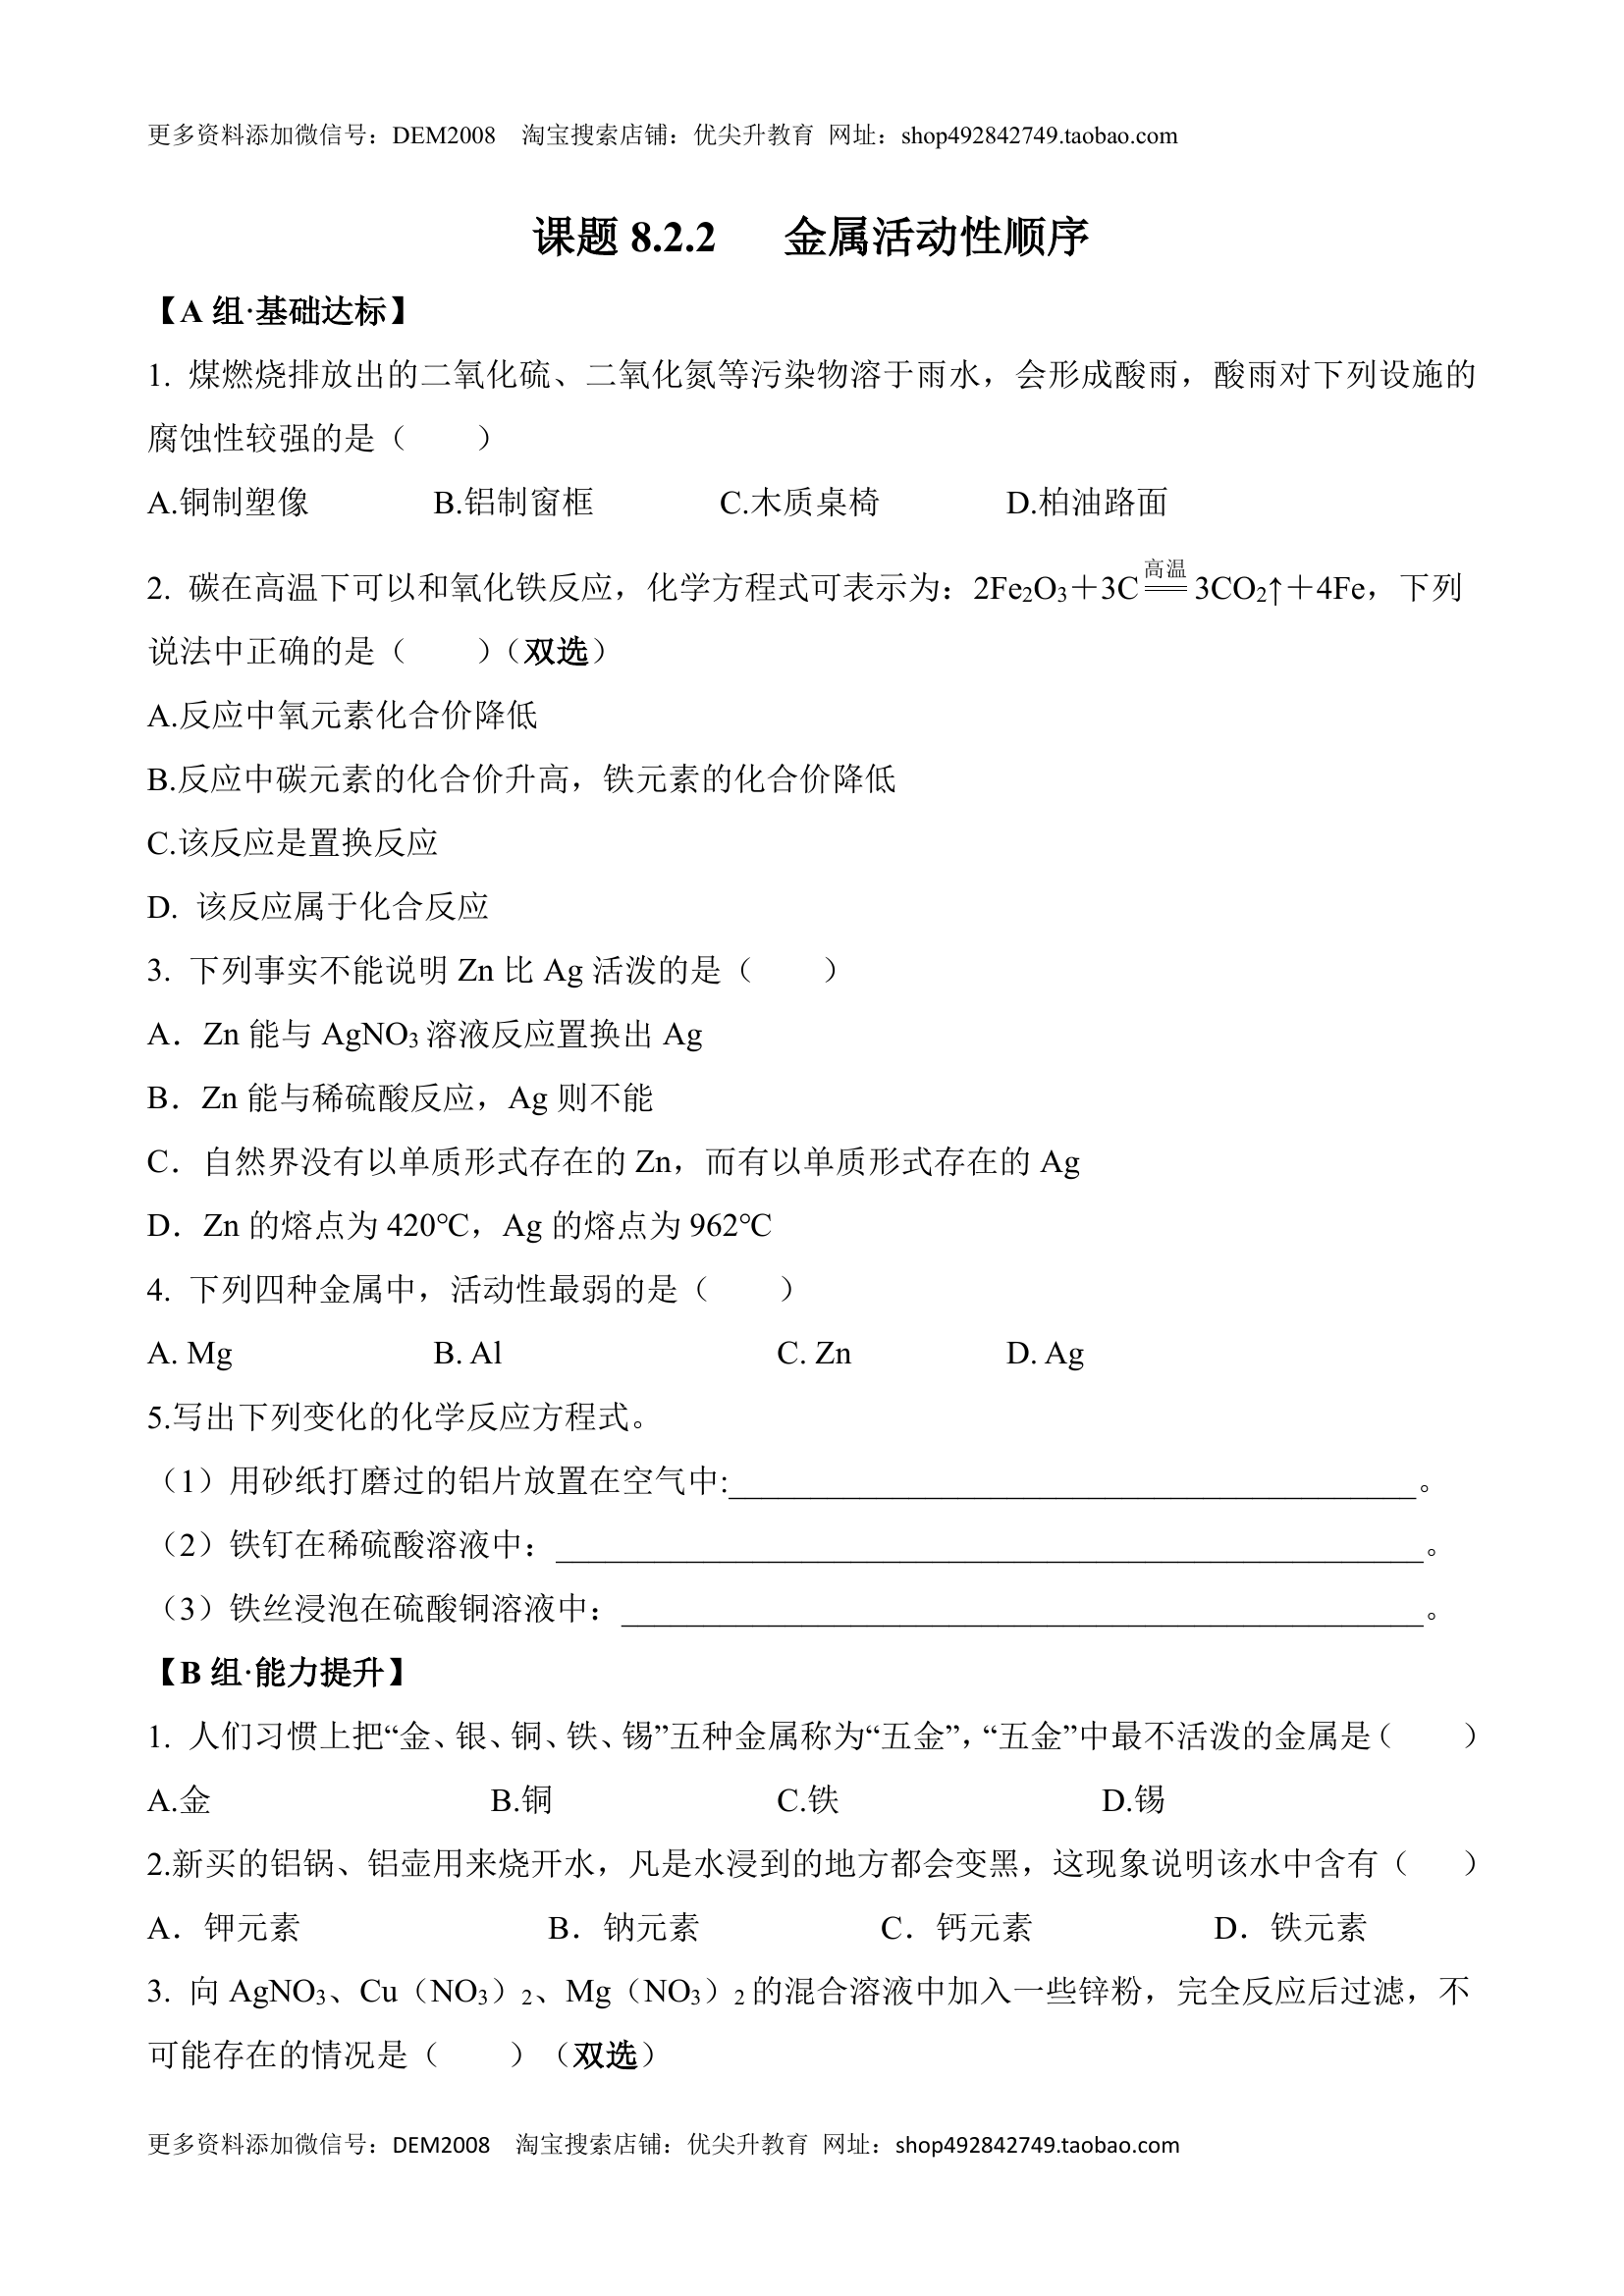 更多资料添加微信号：DEM2008 淘宝搜索店铺：优尖升教育 网址：shop492842749.taobao.com
课题 8.2.2 金属活动性顺序
【A 组·基础达标】
1. 煤燃烧排放出的二氧化硫、二氧化氮等污染物溶于雨水，会形成酸雨，酸雨对下列设施的
腐蚀性较强的是（ ）
A.铜制塑像 B.铝制窗框 C.木质桌椅 D.柏油路面
2. 碳在高温下可以和氧化铁反应，化学方程式可表示为：2Fe₂O₃＋3C 高温 3CO₂↑＋4Fe，下列
说法中正确的是（ ）（双选）
A.反应中氧元素化合价降低
B.反应中碳元素的化合价升高，铁元素的化合价降低
C.该反应是置换反应
D. 该反应属于化合反应
3. 下列事实不能说明 Zn 比 Ag 活泼的是（ ）
A．Zn 能与 AgNO₃ 溶液反应置换出 Ag
B．Zn 能与稀硫酸反应，Ag 则不能
C．自然界没有以单质形式存在的 Zn，而有以单质形式存在的 Ag
D．Zn 的熔点为 420℃，Ag 的熔点为 962℃
4. 下列四种金属中，活动性最弱的是（ ）
A. Mg B. Al C. Zn D. Ag
5.写出下列变化的化学反应方程式。
（1）用砂纸打磨过的铝片放置在空气中:__________________________________________。
（2）铁钉在稀硫酸溶液中：_____________________________________________________。
（3）铁丝浸泡在硫酸铜溶液中：_________________________________________________。
【B 组·能力提升】
1. 人们习惯上把“金、银、铜、铁、锡”五种金属称为“五金”，“五金”中最不活泼的金属是（ ）
A.金 B.铜 C.铁 D.锡
2.新买的铝锅、铝壶用来烧开水，凡是水浸到的地方都会变黑，这现象说明该水中含有（ ）
A．钾元素 B．钠元素 C．钙元素 D．铁元素
3. 向 AgNO₃、Cu（NO₃）₂、Mg（NO₃）₂ 的混合溶液中加入一些锌粉，完全反应后过滤，不
可能存在的情况是（ ）（双选）
更多资料添加微信号：DEM2008 淘宝搜索店铺：优尖升教育 网址：shop492842749.taobao.com